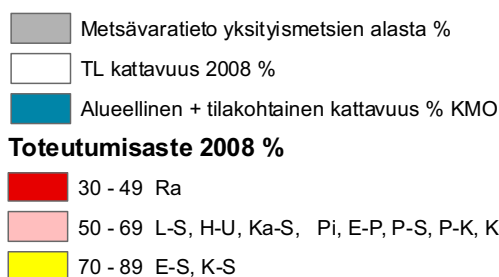 Metsävaratieto yksityismetsien alasta %
TL kattavuus 2008 %
Alueellinen + tilakohtainen kattavuus % KMO
Toteutumisaste 2008 %
30 - 49 Ra
50 - 69 L-S, H-U, Ka-S, Pi, E-P, P-S, P-K, K
70 - 89 E-S, K-S